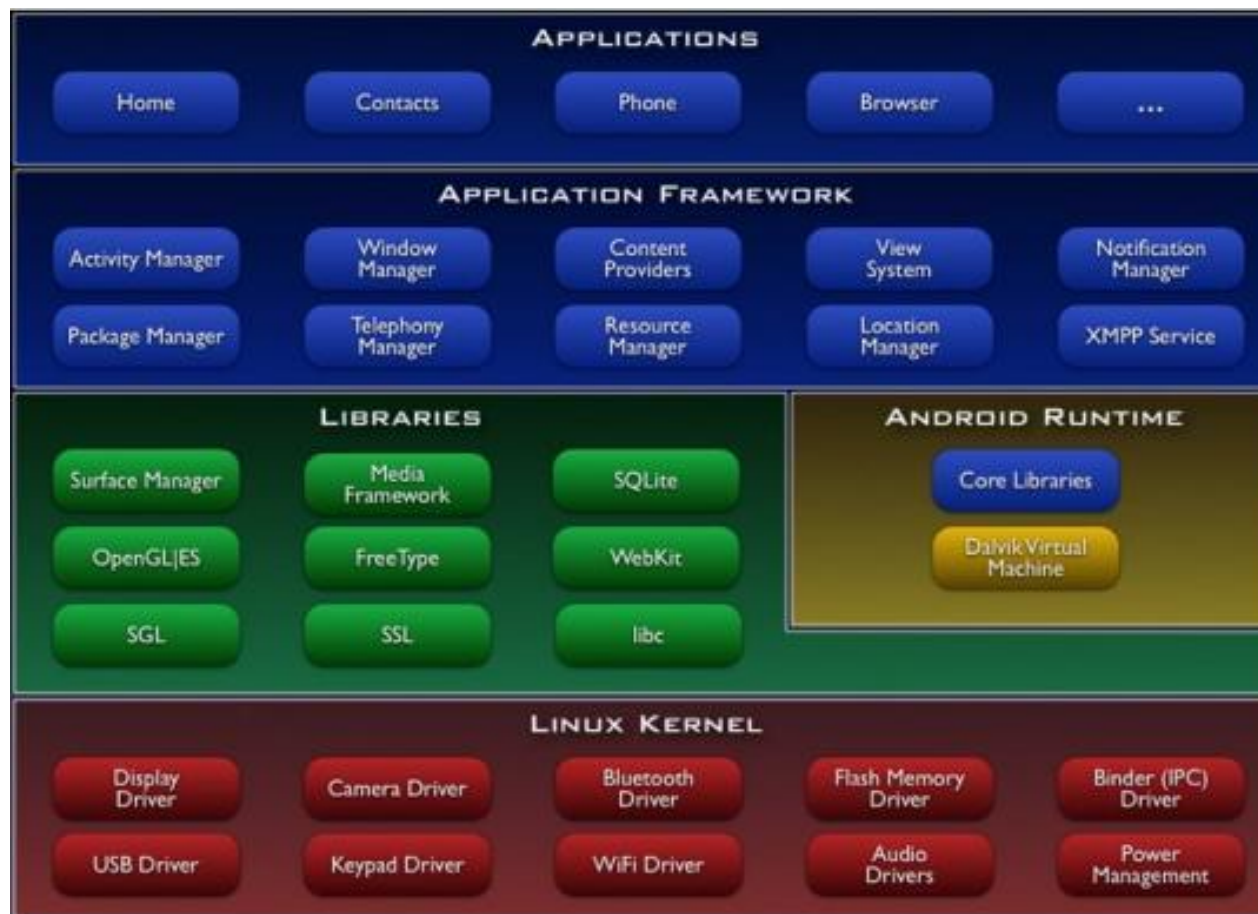 APPLICATIONS
Home
Contacts
Phone
Browser
...
APPLICATION FRAMEWORK
Activity Manager
Window
Manager
Content
Providers
View
System
Notification
Manager
Package Manager
Telephony
Manager
Resource
Manager
Location
Manager
XMPP Service
LIBRARIES
Surface Manager
Media
Framework
SQLite
OpenGL|ES
FreeType
WebKit
SGL
SSL
libc
ANDROID RUNTIME
Core Libraries
Dalvik Virtual
Machine
LINUX KERNEL
Display
Driver
Camera Driver
Bluetooth
Driver
Flash Memory
Driver
Binder (IPC)
Driver
USB Driver
Keypad Driver
WiFi Driver
Audio
Drivers
Power
Management